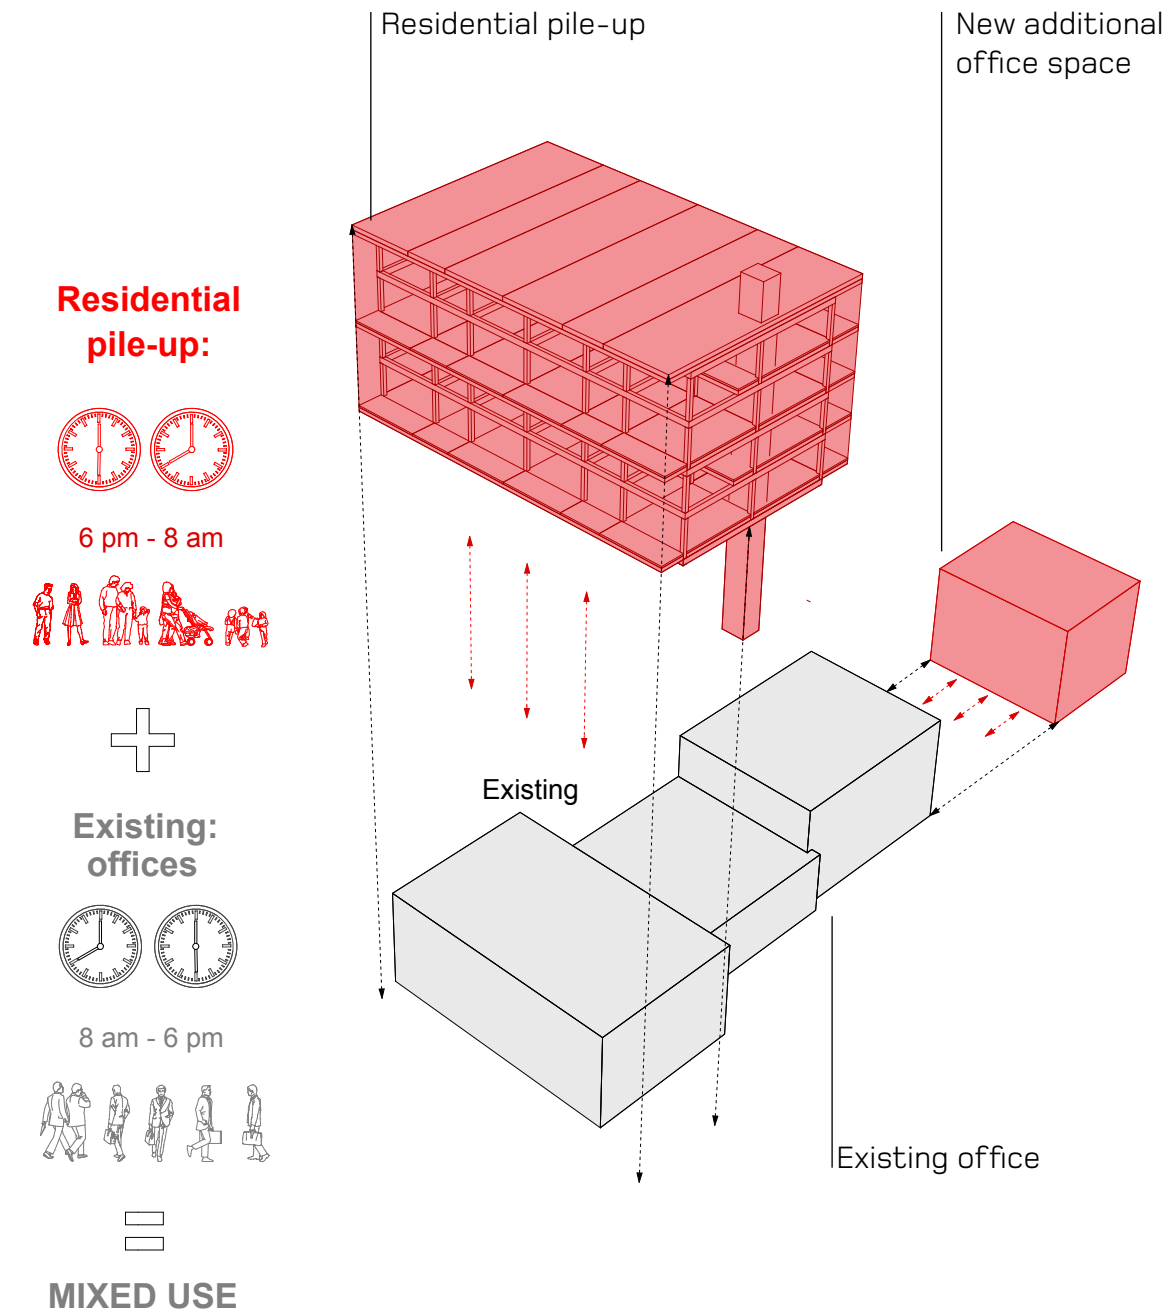 Residential pile-up
New additional
office space
Residential
pile-up:
6 pm - 8 am
Existing
Existing:
offices
8 am - 6 pm
Existing office
MIXED USE